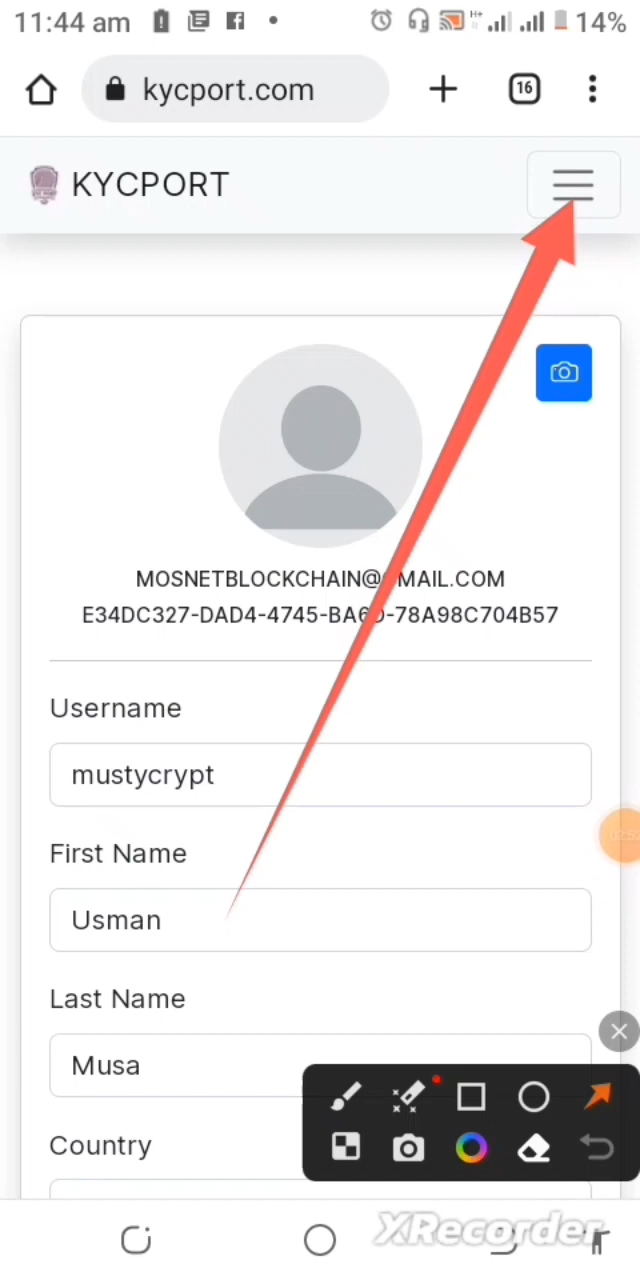 11:44 am
14%
kycport.com
16
KYCPORT
MOSNETBLOCKCHAIN@GMAIL.COM
E34DC327-DAD4-4745-BA6D-78A98C704B57
Username
mustycrypt
First Name
Usman
Last Name
Musa
Country
XRecorder